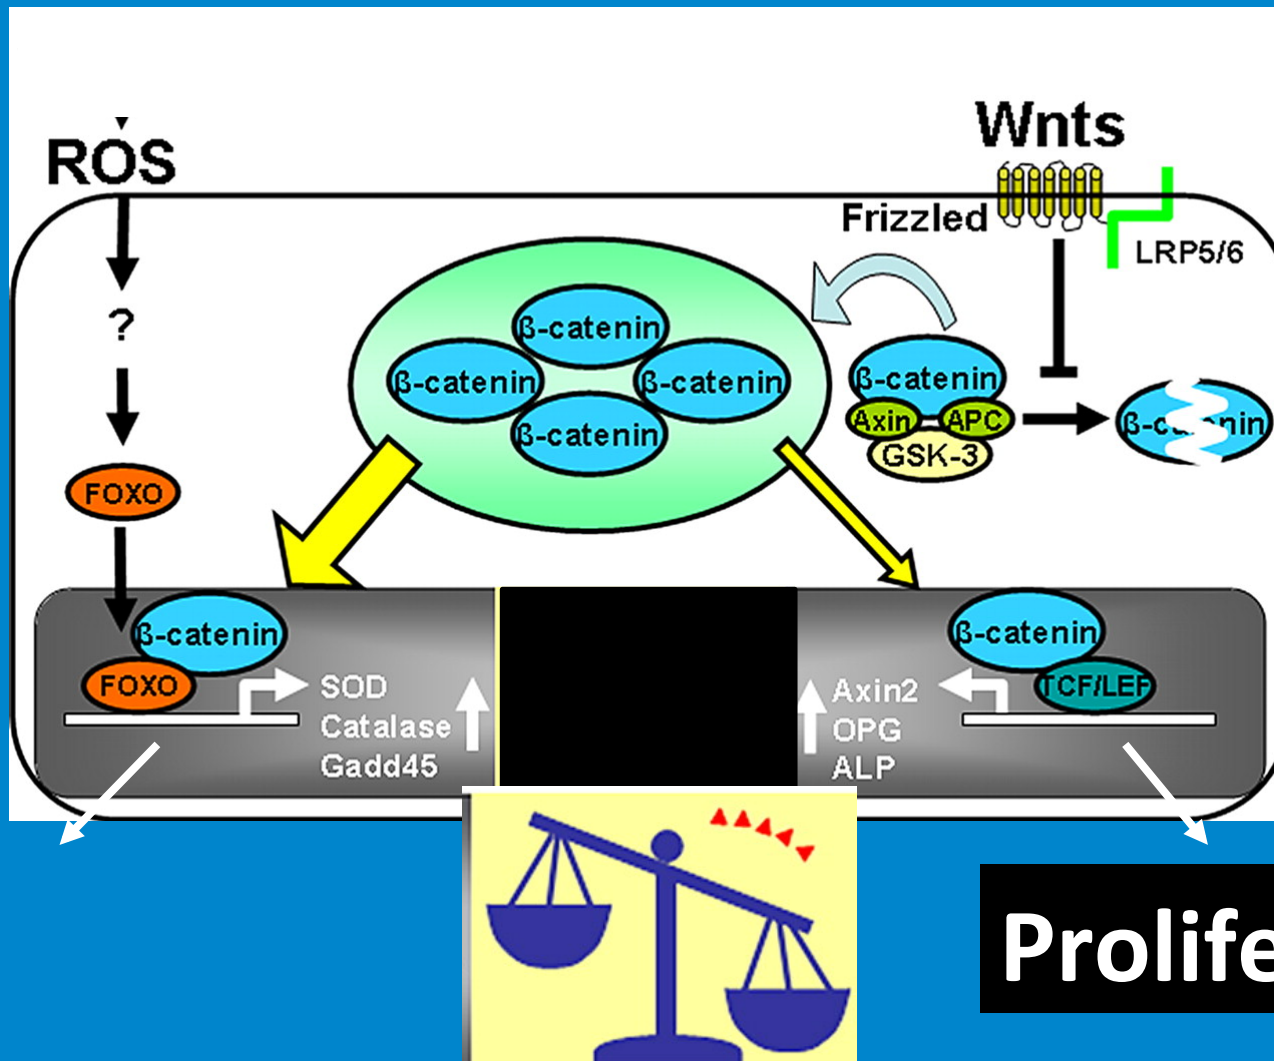 Wnts
ROS
Frizzled
LRP5/6
?
ß-catenin
ß-catenin
ß-catenin
ß-catenin
ß-catenin
Axin
APC
GSK-3
FOXO
ß-catenin
FOXO
SOD
Catalase
Gadd45
ß-catenin
TCF/LEF
Axin2
OPG
ALP
Prolife